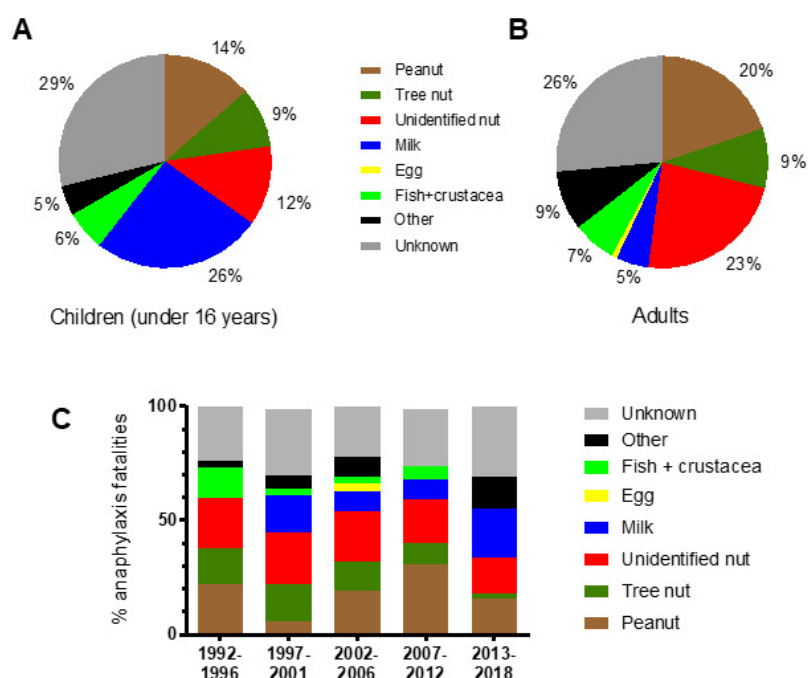 A
B
14%
9%
12%
26%
6%
5%
29%
Children (under 16 years)
Peanut
Tree nut
Unidentified nut
Milk
Egg
Fish+crustacea
Other
Unknown
20%
9%
23%
5%
7%
9%
26%
Adults
C
% anaphylaxis fatalities
100
50
0
1992-
1996
1997-
2001
2002-
2006
2007-
2012
2013-
2018
Unknown
Other
Fish + crustacea
Egg
Milk
Unidentified nut
Tree nut
Peanut